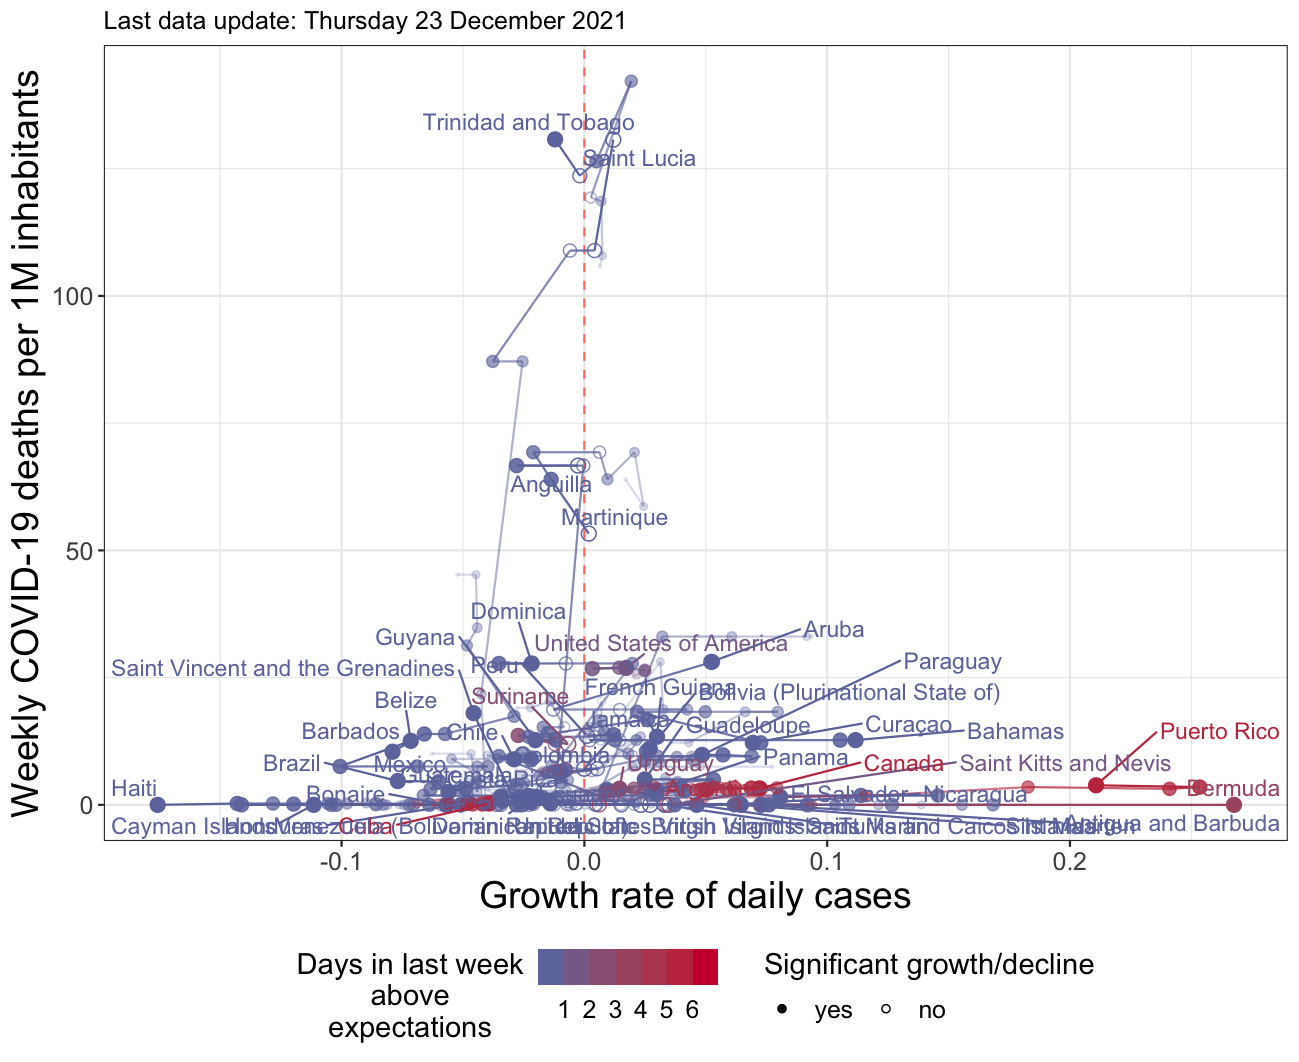 Last data update: Thursday 23 December 2021
Weekly COVID-19 deaths per 1M inhabitants
100
50
0
Trinidad and Tobago
Saint Lucia
Anguilla
Martinique
Dominica
Guyana
United States of America
Aruba
Saint Vincent and the Grenadines
Peru
Paraguay
French Guiana
Bolivia (Plurinational State of)
Suriname
Belize
Jamaica
Guadeloupe
Curaçao
Barbados
Chile
Bahamas
Puerto Rico
Brazil
Mexico
Colombia
Uruguay
Panama
Canada
Saint Kitts and Nevis
Guatemala
Haiti
Bonaire
El Salvador
Nicaragua
Bermuda
Cayman Islands
Cuba
Antigua and Barbuda
-0.1
0.0
0.1
0.2
Growth rate of daily cases
Days in last week
above
expectations
1 2 3 4 5 6
Significant growth/decline
yes
no